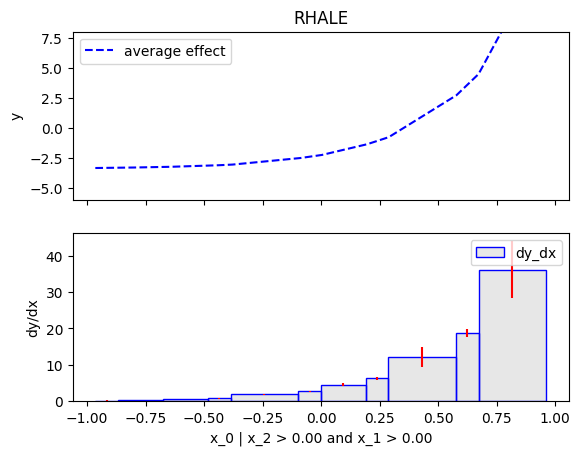 RHALE
average effect
7.5
5.0
2.5
0.0
−2.5
−5.0
y
dy_dx
40
30
20
10
0
dy/dx
−1.00 −0.75 −0.50 −0.25 0.00 0.25 0.50 0.75 1.00
x_0 | x_2 > 0.00 and x_1 > 0.00